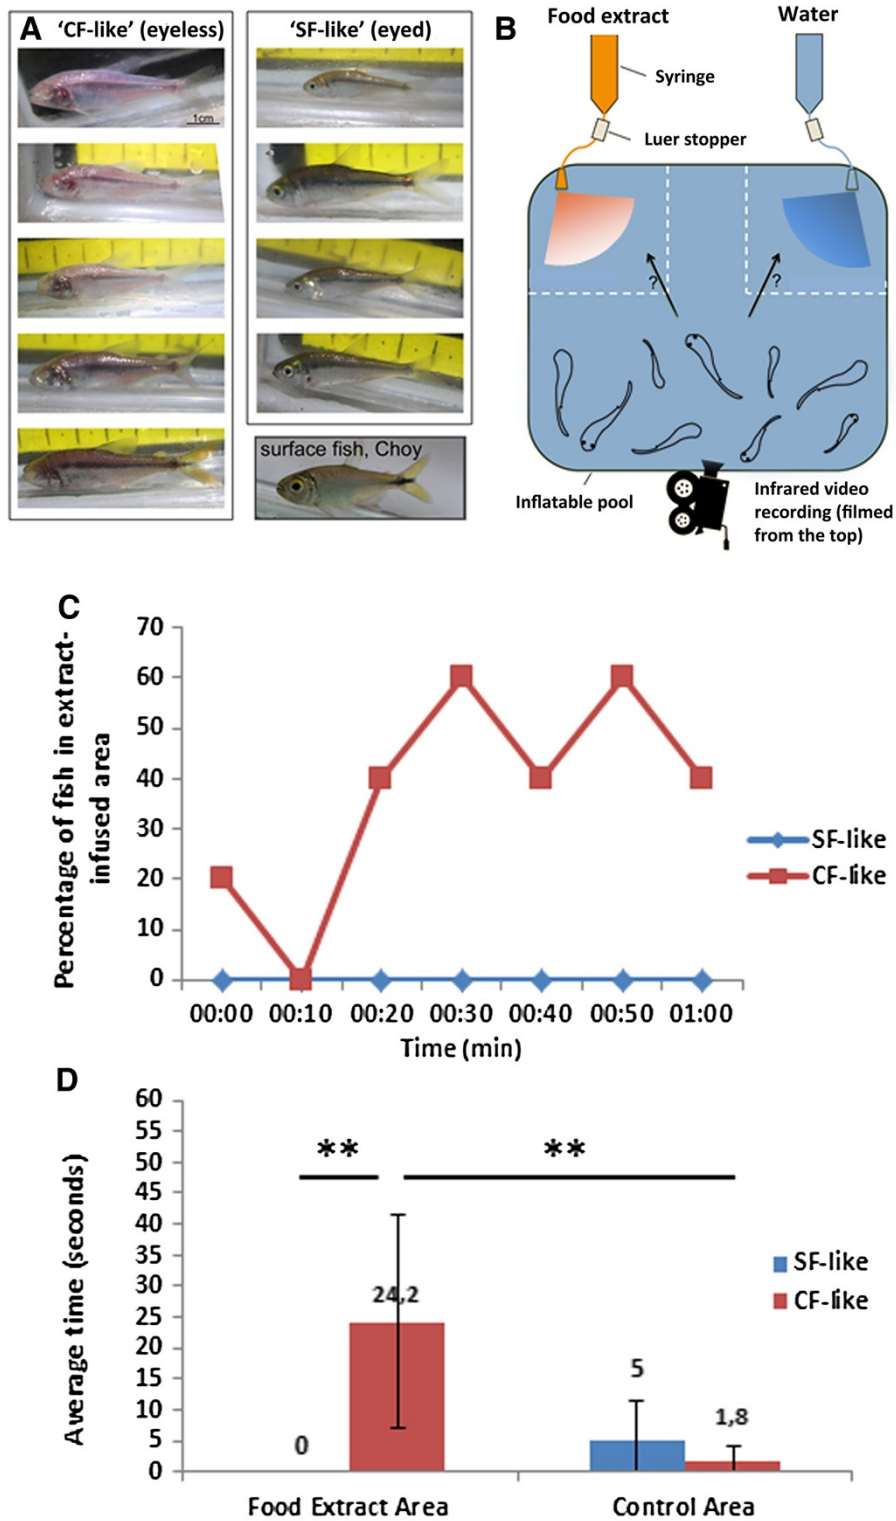 A
'CF-like' (eyeless)
1cm
'SF-like' (eyed)
surface fish, Choy
B
Food extract
Water
Syringe
Luer stopper
?
?
Inflatable pool
Infrared video
recording (filmed
from the top)
C
Percentage of fish in extract-
infused area
70
60
50
40
30
20
10
0
00:00 00:10 00:20 00:30 00:40 00:50 01:00
Time (min)
SF-like
CF-like
D
Average time (seconds)
60
55
50
45
40
35
30
25
20
15
10
5
0
**
**
0
24,2
5
1,8
Food Extract Area
Control Area
SF-like
CF-like